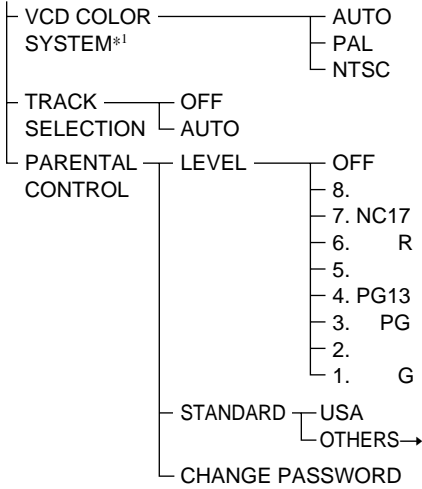 VCD COLOR AUTO
SYSTEM*1 PAL
NTSC
TRACK OFF
SELECTION AUTO
PARENTAL LEVEL OFF
CONTROL 8.
7. NC17
6. R
5.
4. PG13
3. PG
2.
1. G
STANDARD USA
OTHERS→
CHANGE PASSWORD